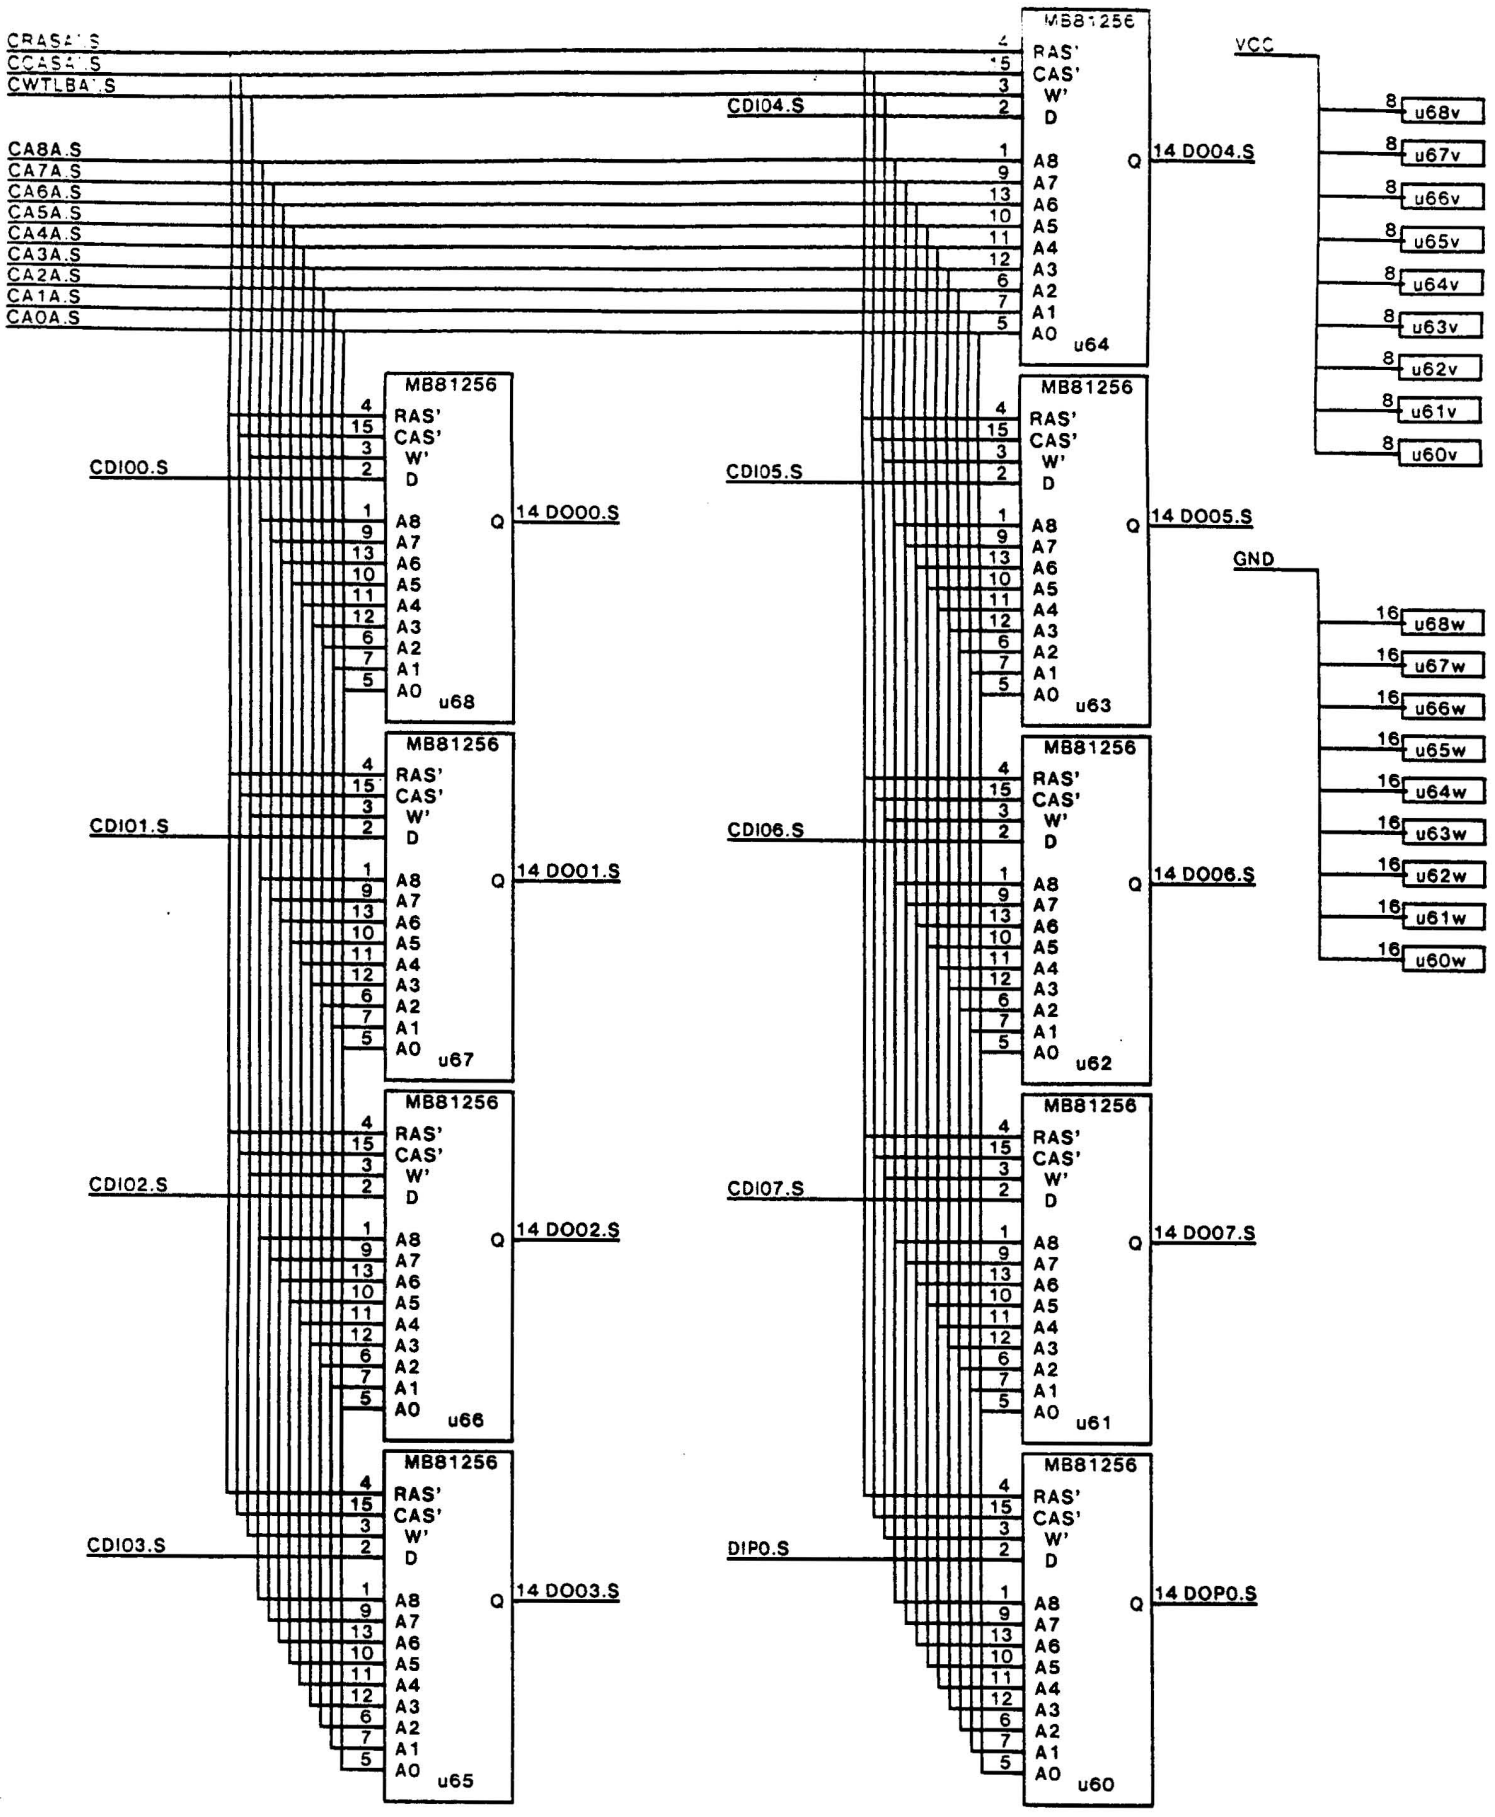 CRASA'.S
CCASA'.S
CWTLBA'.S
CA8A.S
CA7A.S
CA6A.S
CA5A.S
CA4A.S
CA3A.S
CA2A.S
CA1A.S
CA0A.S
MB81256
4 RAS'
15 CAS'
3 W'
CDI04.S 2 D
1 A8 Q 14 DO04.S
9 A7
13 A6
10 A5
11 A4
12 A3
6 A2
7 A1
5 A0
u64
MB81256
4 RAS'
15 CAS'
3 W'
CDI00.S 2 D
1 A8 Q 14 DO00.S
9 A7
13 A6
10 A5
11 A4
12 A3
6 A2
7 A1
5 A0
u68
MB81256
4 RAS'
15 CAS'
3 W'
CDI05.S 2 D
1 A8 Q 14 DO05.S
9 A7
13 A6
10 A5
11 A4
12 A3
6 A2
7 A1
5 A0
u63
MB81256
4 RAS'
15 CAS'
3 W'
CDI01.S 2 D
1 A8 Q 14 DO01.S
9 A7
13 A6
10 A5
11 A4
12 A3
6 A2
7 A1
5 A0
u67
MB81256
4 RAS'
15 CAS'
3 W'
CDI06.S 2 D
1 A8 Q 14 DO06.S
9 A7
13 A6
10 A5
11 A4
12 A3
6 A2
7 A1
5 A0
u62
MB81256
4 RAS'
15 CAS'
3 W'
CDI02.S 2 D
1 A8 Q 14 DO02.S
9 A7
13 A6
10 A5
11 A4
12 A3
6 A2
7 A1
5 A0
u66
MB81256
4 RAS'
15 CAS'
3 W'
CDI07.S 2 D
1 A8 Q 14 DO07.S
9 A7
13 A6
10 A5
11 A4
12 A3
6 A2
7 A1
5 A0
u61
MB81256
4 RAS'
15 CAS'
3 W'
CDI03.S 2 D
1 A8 Q 14 DO03.S
9 A7
13 A6
10 A5
11 A4
12 A3
6 A2
7 A1
5 A0
u65
MB81256
4 RAS'
15 CAS'
3 W'
DIP0.S 2 D
1 A8 Q 14 DOP0.S
9 A7
13 A6
10 A5
11 A4
12 A3
6 A2
7 A1
5 A0
u60
VCC
8 u68v
8 u67v
8 u66v
8 u65v
8 u64v
8 u63v
8 u62v
8 u61v
8 u60v
GND
16 u68w
16 u67w
16 u66w
16 u65w
16 u64w
16 u63w
16 u62w
16 u61w
16 u60w